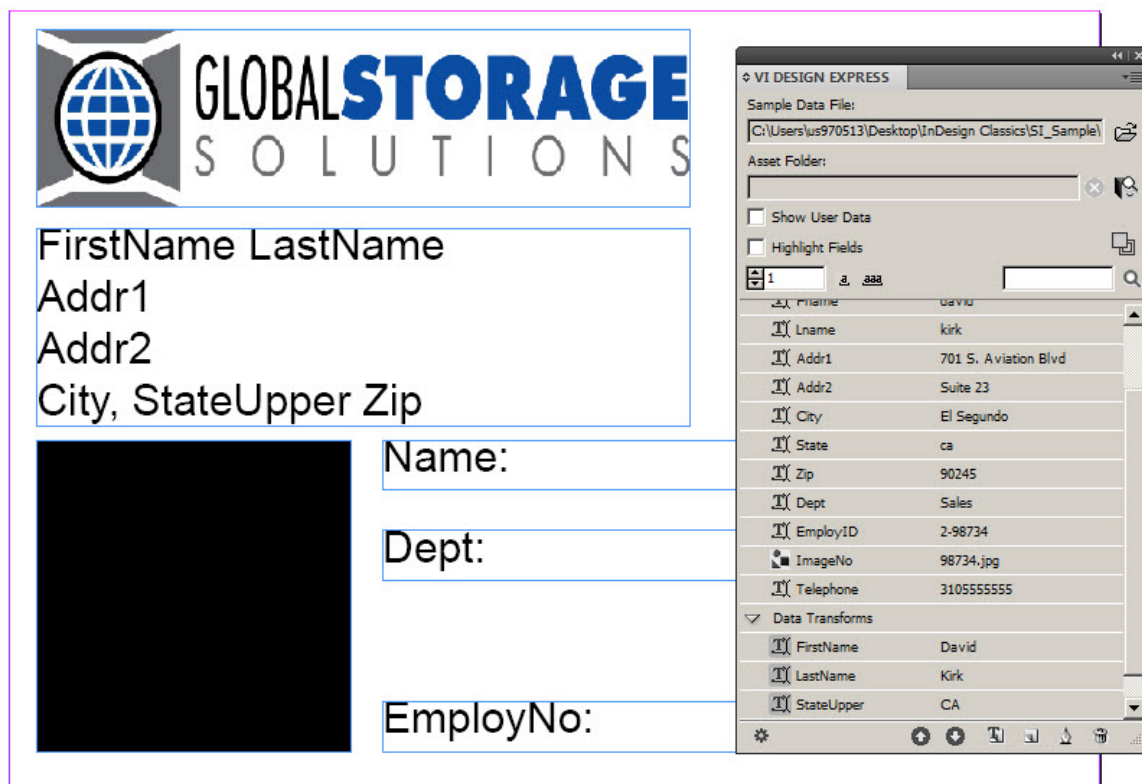 GLOBALSTORAGE
SOLUTIONS
FirstName LastName
Addr1
Addr2
City, StateUpper Zip
Name:
Dept:
EmployNo:
VI DESIGN EXPRESS
Sample Data File:
C:\Users\us970513\Desktop\InDesign Classics\SI_Sample\
Asset Folder:
Show User Data
Highlight Fields
1 a aaa
Fname david
Lname kirk
Addr1 701 S. Aviation Blvd
Addr2 Suite 23
City El Segundo
State ca
Zip 90245
Dept Sales
EmployID 2-98734
ImageNo 98734.jpg
Telephone 3105555555
Data Transforms
FirstName David
LastName Kirk
StateUpper CA